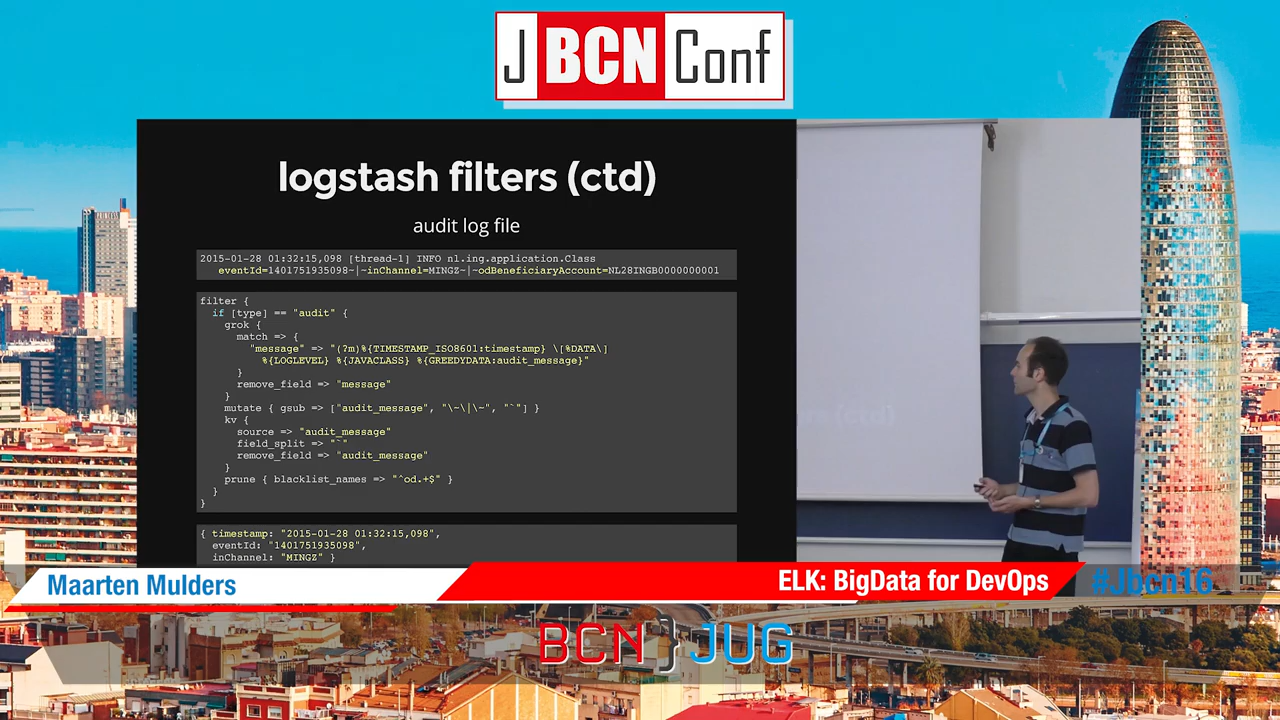 J BCN Conf
logstash filters (ctd)
audit log file
2015-01-28 01:32:15,098 [thread-1] INFO nl.ing.application.Class
eventId=1401751935098~|~inChannel=MINGZ~|~odBeneficiaryAccount=NL28INGB0000000001
filter {
if [type] == "audit" {
grok {
match => {
"message" => "(?m)%{TIMESTAMP_ISO8601:timestamp} \[%DATA\]
%{LOGLEVEL} %{JAVACLASS} %{GREEDYDATA:audit_message}"
}
remove_field => "message"
}
mutate { gsub => ["audit_message", "\~\|\~", "~"] }
kv {
source => "audit_message"
field_split => "~"
remove_field => "audit_message"
}
prune { blacklist_names => "^od.+$" }
}
}
{ timestamp: "2015-01-28 01:32:15,098",
eventId: "1401751935098",
inChannel: "MINGZ" }
Maarten Mulders
ELK: BigData for DevOps
#Jbcn16
BCN JUG